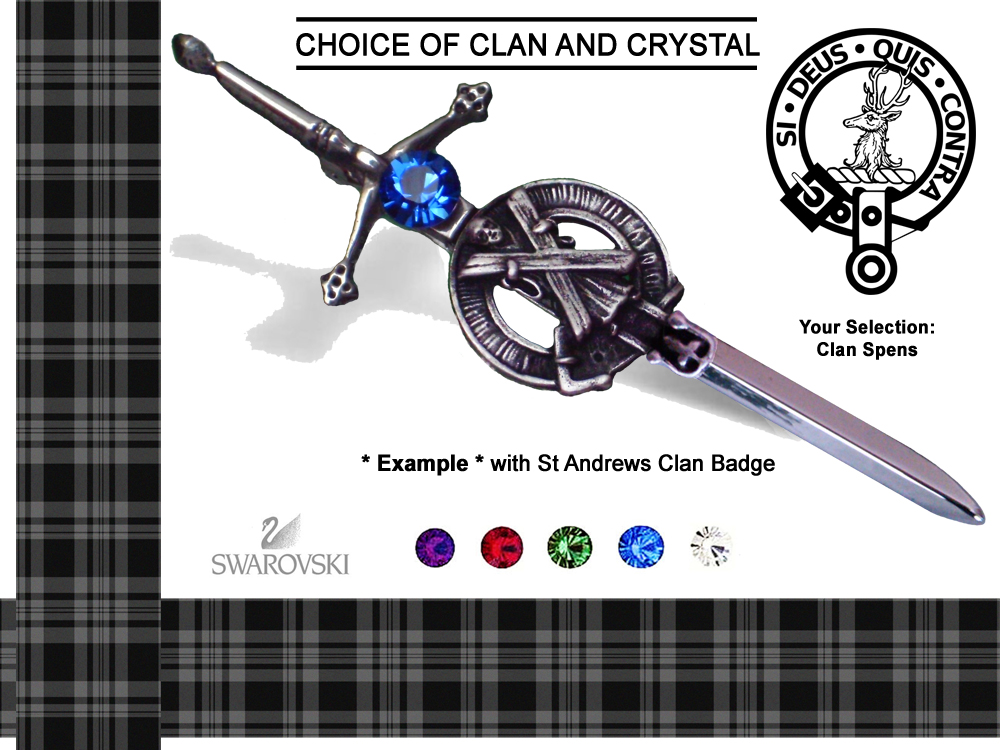 CHOICE OF CLAN AND CRYSTAL
SI • DEUS • QUIS • CONTRA
Your Selection:
Clan Spens
* Example * with St Andrews Clan Badge
SWAROVSKI